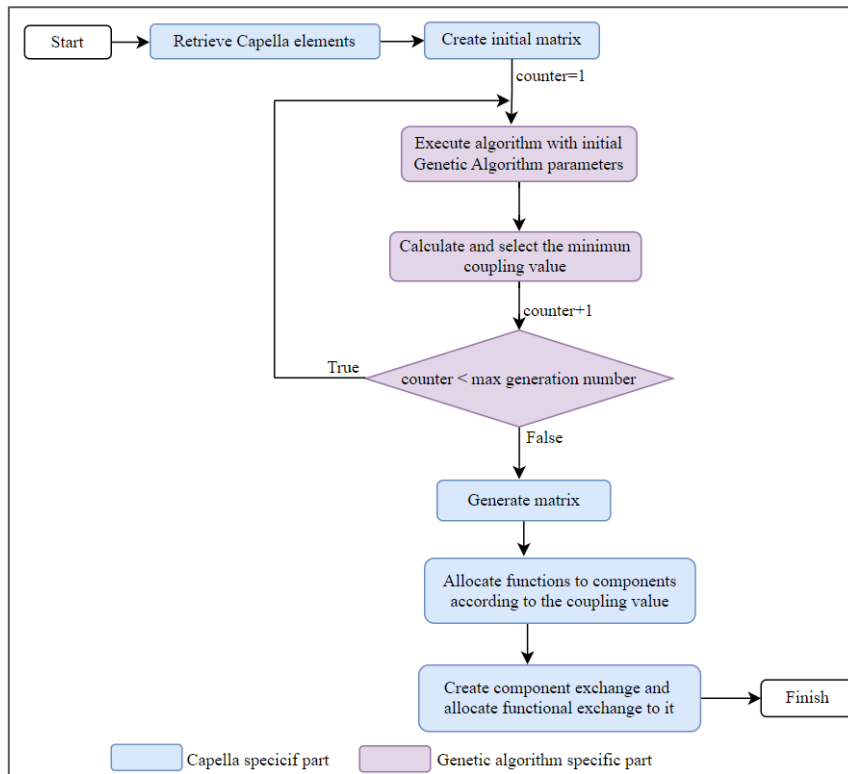 Start
Retrieve Capella elements
Create initial matrix
counter=1
Execute algorithm with initial
Genetic Algorithm parameters
Calculate and select the minimun
coupling value
counter+1
True
counter < max generation number
False
Generate matrix
Allocate functions to components
according to the coupling value
Create component exchange and
allocate functional exchange to it
Finish
Capella specicif part
Genetic algorithm specific part